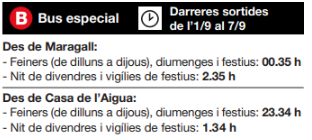 B Bus especial
Darreres sortides
de l'1/9 al 7/9
Des de Maragall:
- Feiners (de dilluns a dijous), diumenges i festius: 00.35 h
- Nit de divendres i vigílies de festius: 2.35 h
Des de Casa de l'Aigua:
- Feiners (de dilluns a dijous), diumenges i festius: 23.34 h
- Nit de divendres i vigílies de festius: 1.34 h